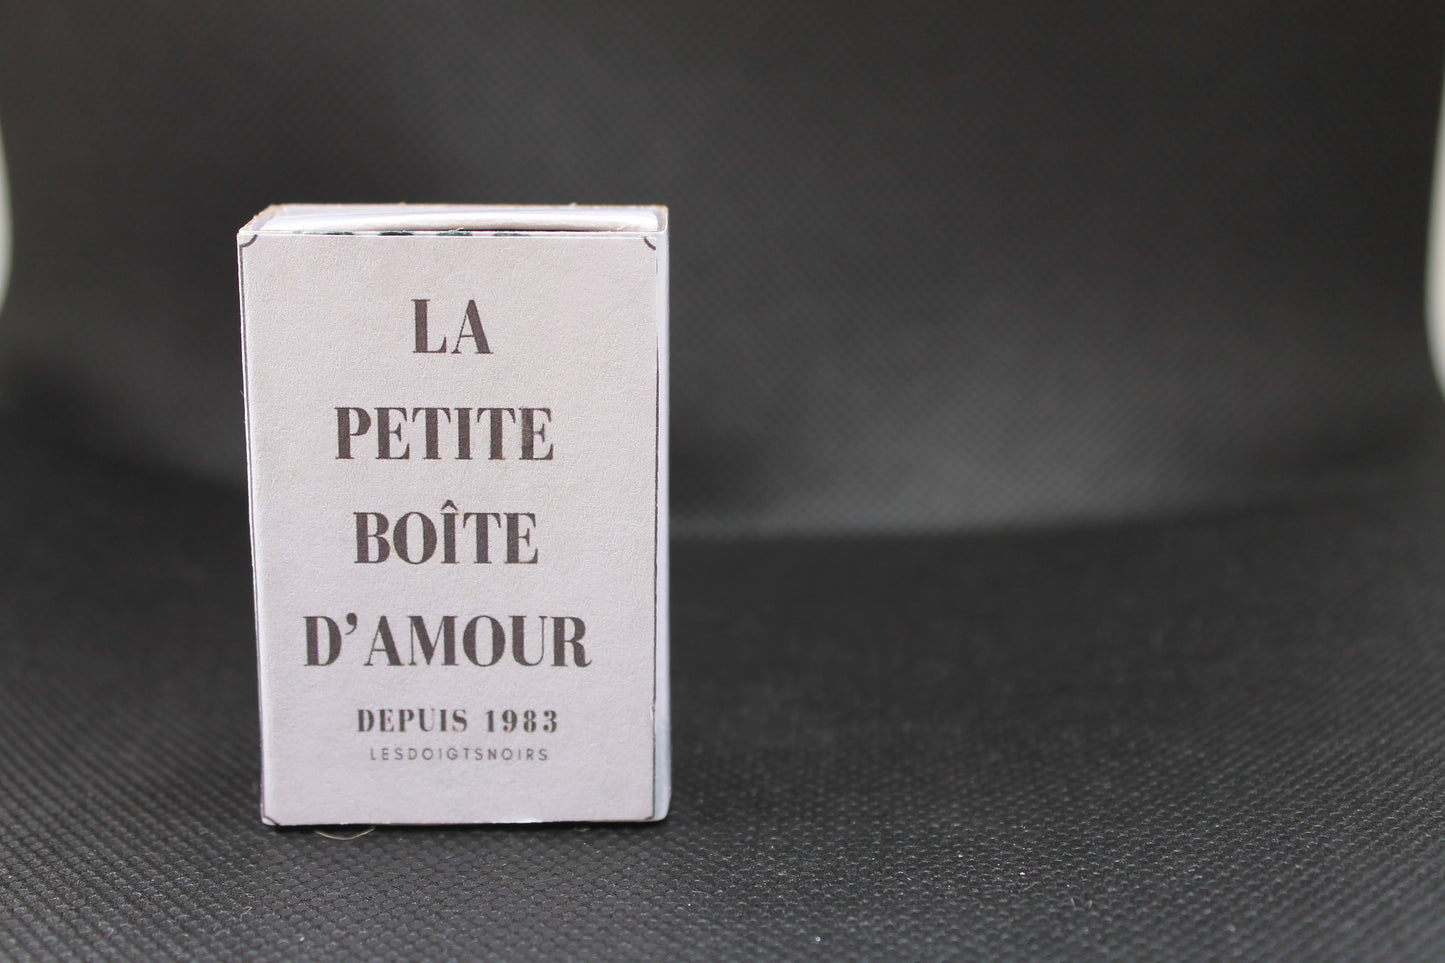 LA
PETITE
BOÎTE
D’AMOUR
DEPUIS 1983
LESDOIGTSNOIRS